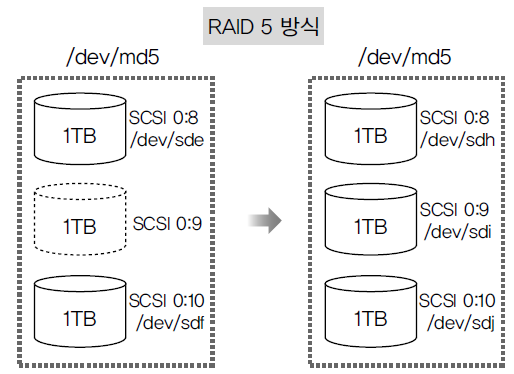 RAID 5 방식
/dev/md5
1TB
SCSI 0:8
/dev/sde
1TB
SCSI 0:9
1TB
SCSI 0:10
/dev/sdf
/dev/md5
1TB
SCSI 0:8
/dev/sdh
1TB
SCSI 0:9
/dev/sdi
1TB
SCSI 0:10
/dev/sdj